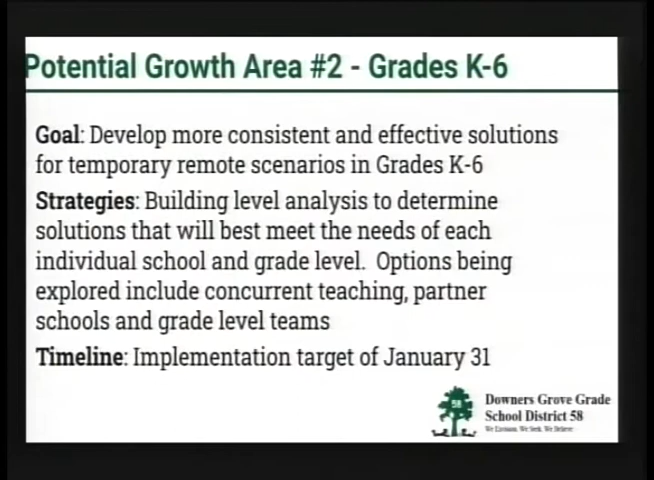 Potential Growth Area #2 - Grades K-6
Goal: Develop more consistent and effective solutions
for temporary remote scenarios in Grades K-6
Strategies: Building level analysis to determine
solutions that will best meet the needs of each
individual school and grade level. Options being
explored include concurrent teaching, partner
schools and grade level teams
Timeline: Implementation target of January 31
58
Downers Grove Grade
School District 58
We Envision. We Seek. We Believe.